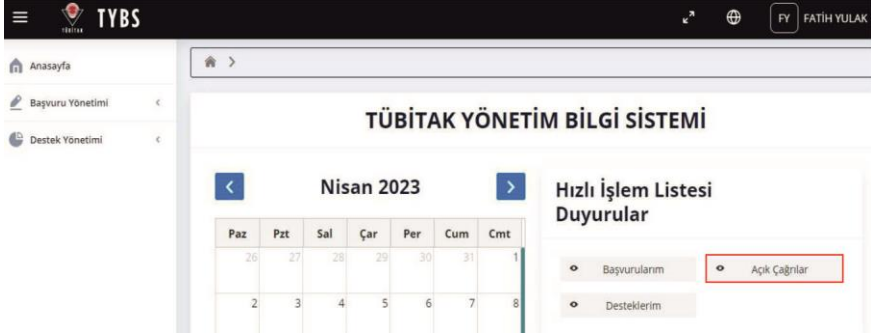 TÜBİTAK
TYBS
FY FATİH YULAK
Anasayfa
Başvuru Yönetimi
Destek Yönetimi
TÜBİTAK YÖNETİM BİLGİ SİSTEMİ
Nisan 2023
Paz Pzt Sal Çar Per Cum Cmt
26 27 28 29 30 31 1
2 3 4 5 6 7 8
Hızlı İşlem Listesi
Duyurular
Başvurularım Açık Çağrılar
Desteklerim